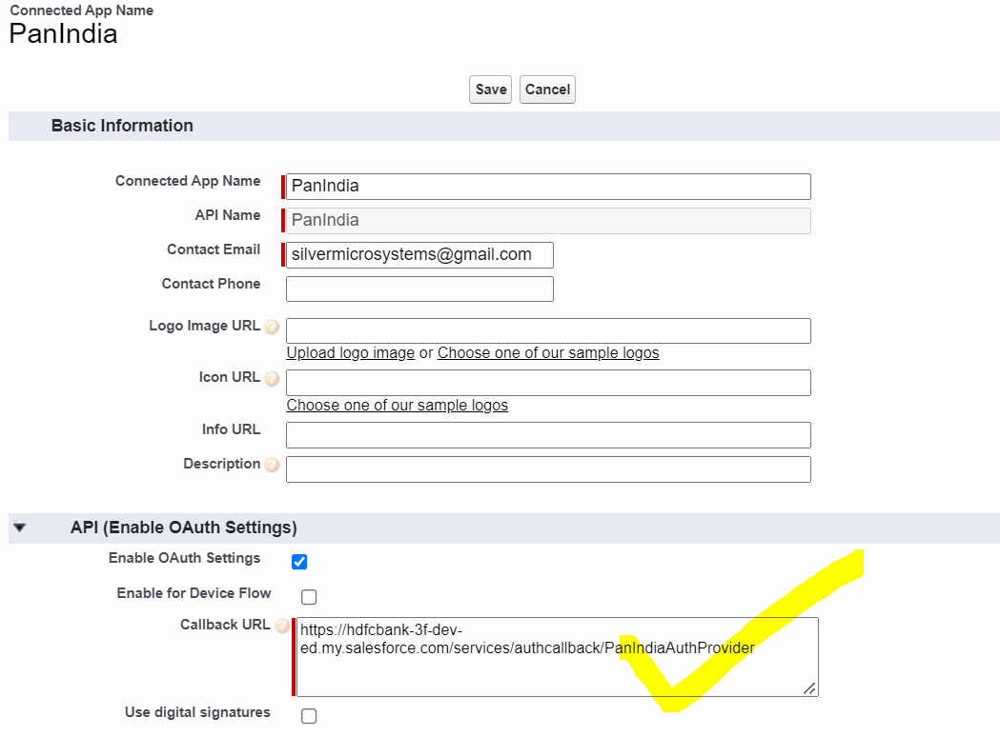 Connected App Name
PanIndia
Save Cancel
Basic Information
Connected App Name PanIndia
API Name PanIndia
Contact Email silvermicrosystems@gmail.com
Contact Phone
Logo Image URL ?
Upload logo image or Choose one of our sample logos
Icon URL ?
Choose one of our sample logos
Info URL
Description ?
API (Enable OAuth Settings)
Enable OAuth Settings
Enable for Device Flow
Callback URL ? https://hdfcbank-3f-dev-
ed.my.salesforce.com/services/authcallback/PanIndiaAuthProvider
Use digital signatures